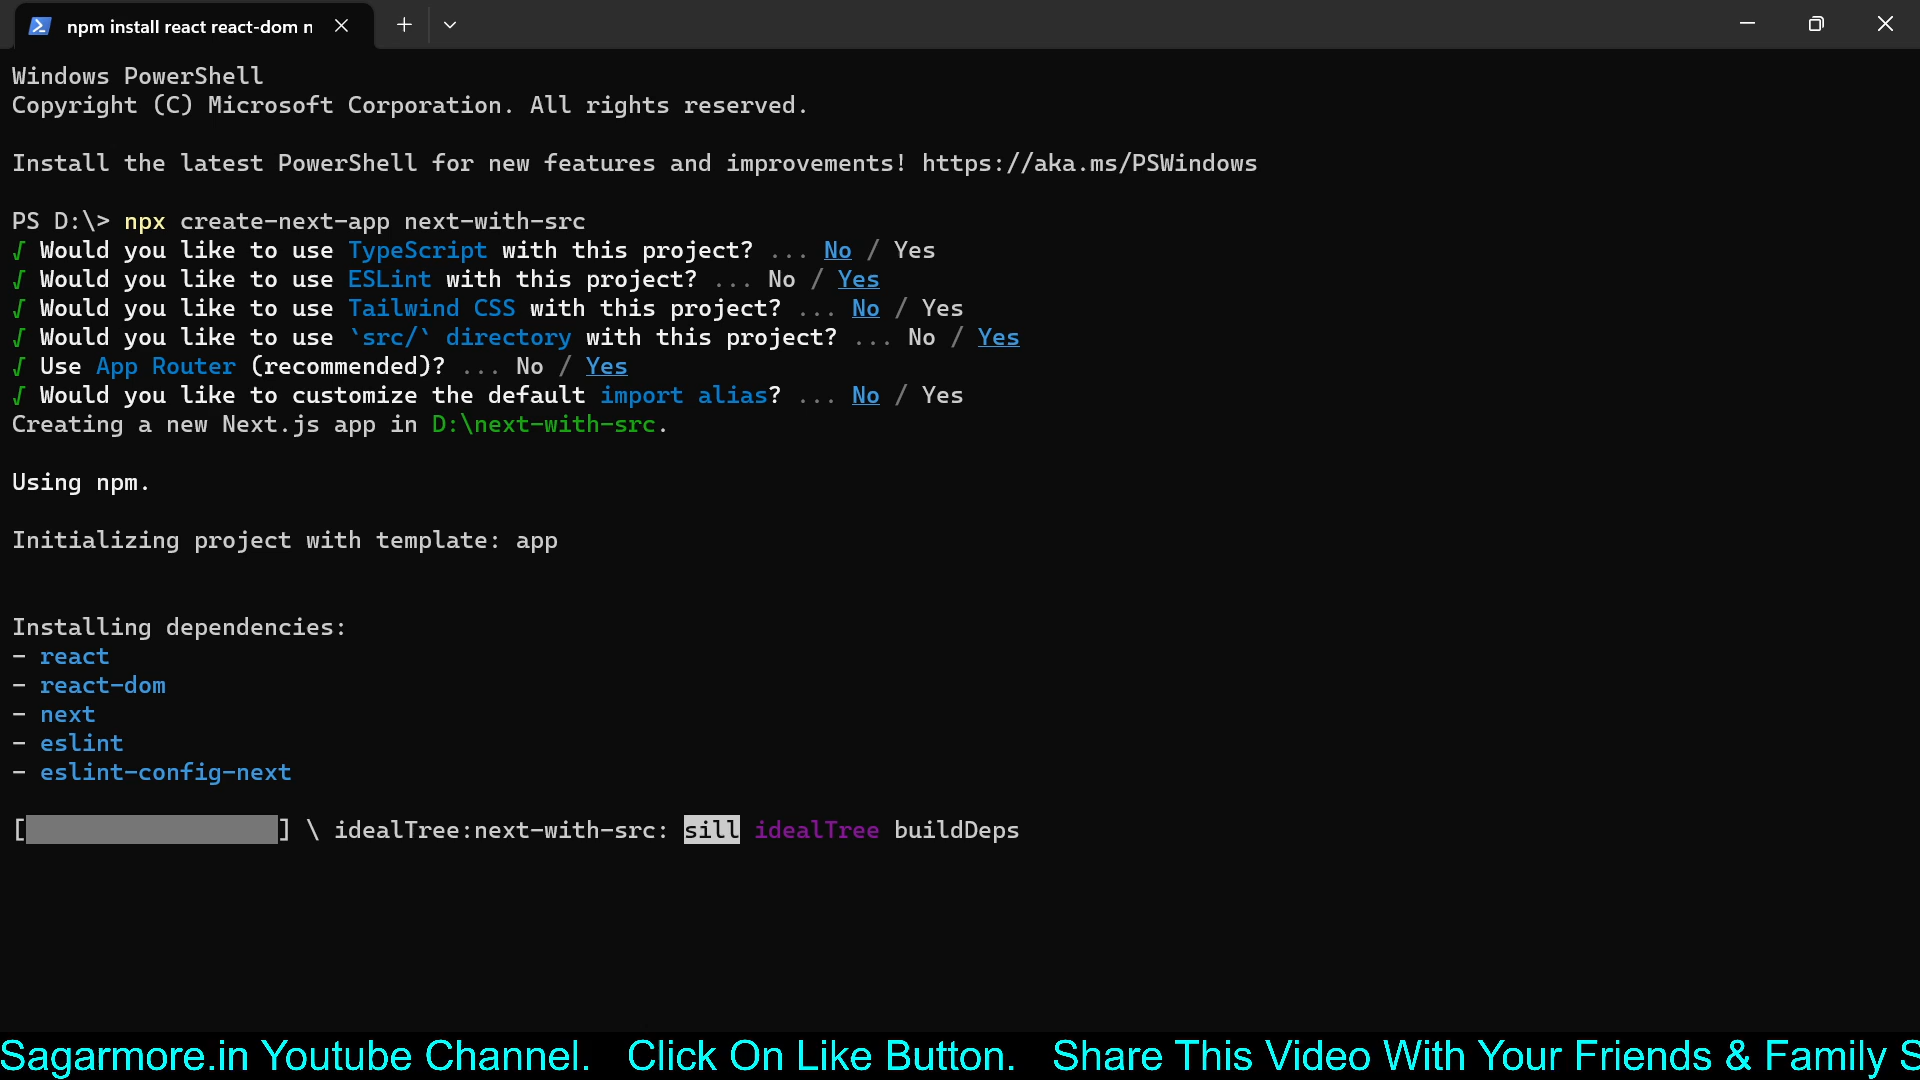 npm install react react-dom n
Windows PowerShell
Copyright (C) Microsoft Corporation. All rights reserved.
Install the latest PowerShell for new features and improvements! https://aka.ms/PSWindows
PS D:\> npx create-next-app next-with-src
√ Would you like to use TypeScript with this project? ... No / Yes
√ Would you like to use ESLint with this project? ... No / Yes
√ Would you like to use Tailwind CSS with this project? ... No / Yes
√ Would you like to use `src/` directory with this project? ... No / Yes
√ Use App Router (recommended)? ... No / Yes
√ Would you like to customize the default import alias? ... No / Yes
Creating a new Next.js app in D:\next-with-src.
Using npm.
Initializing project with template: app
Installing dependencies:
- react
- react-dom
- next
- eslint
- eslint-config-next
[                  ] \ idealTree:next-with-src: sill idealTree buildDeps
Sagarmore.in Youtube Channel. Click On Like Button. Share This Video With Your Friends & Family S